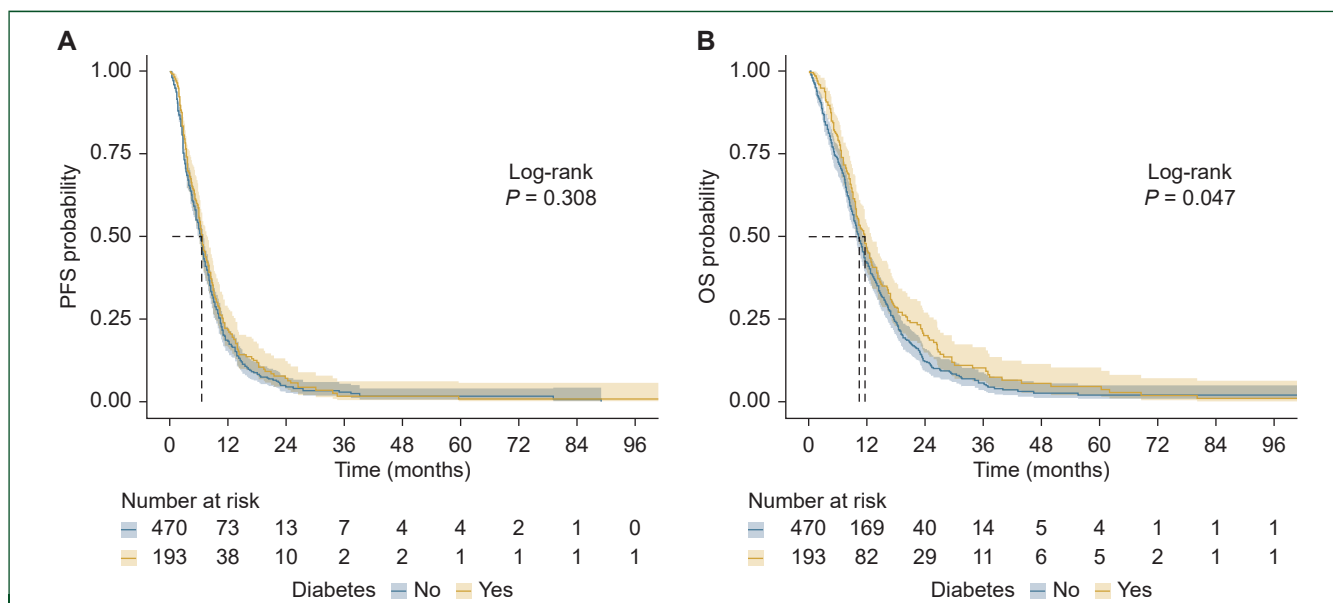 A
1.00
0.75
0.50
0.25
0.00
PFS probability
Log-rank
P = 0.308
0 12 24 36 48 60 72 84 96
Time (months)
Number at risk
470 73 13 7 4 4 2 1 0
193 38 10 2 2 1 1 1 1
B
1.00
0.75
0.50
0.25
0.00
OS probability
Log-rank
P = 0.047
0 12 24 36 48 60 72 84 96
Time (months)
Number at risk
470 169 40 14 5 4 1 1 1
193 82 29 11 6 5 2 1 1
Diabetes No Yes
Diabetes No Yes